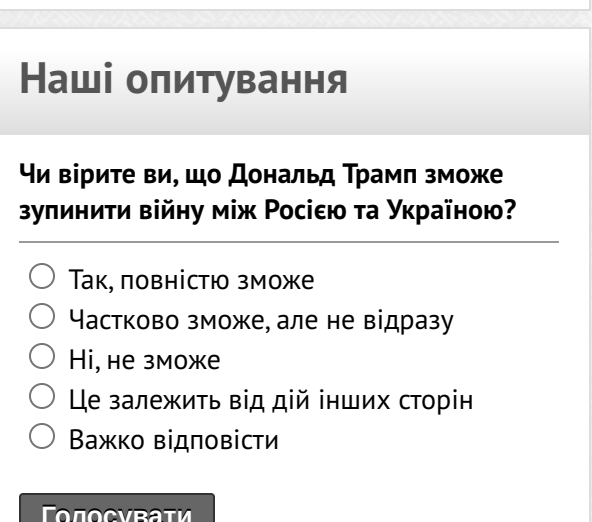 Наші опитування
Чи вірите ви, що Дональд Трамп зможе
зупинити війну між Росією та Україною?
Так, повністю зможе
Частково зможе, але не відразу
Ні, не зможе
Це залежить від дій інших сторін
Важко відповісти
Голосувати